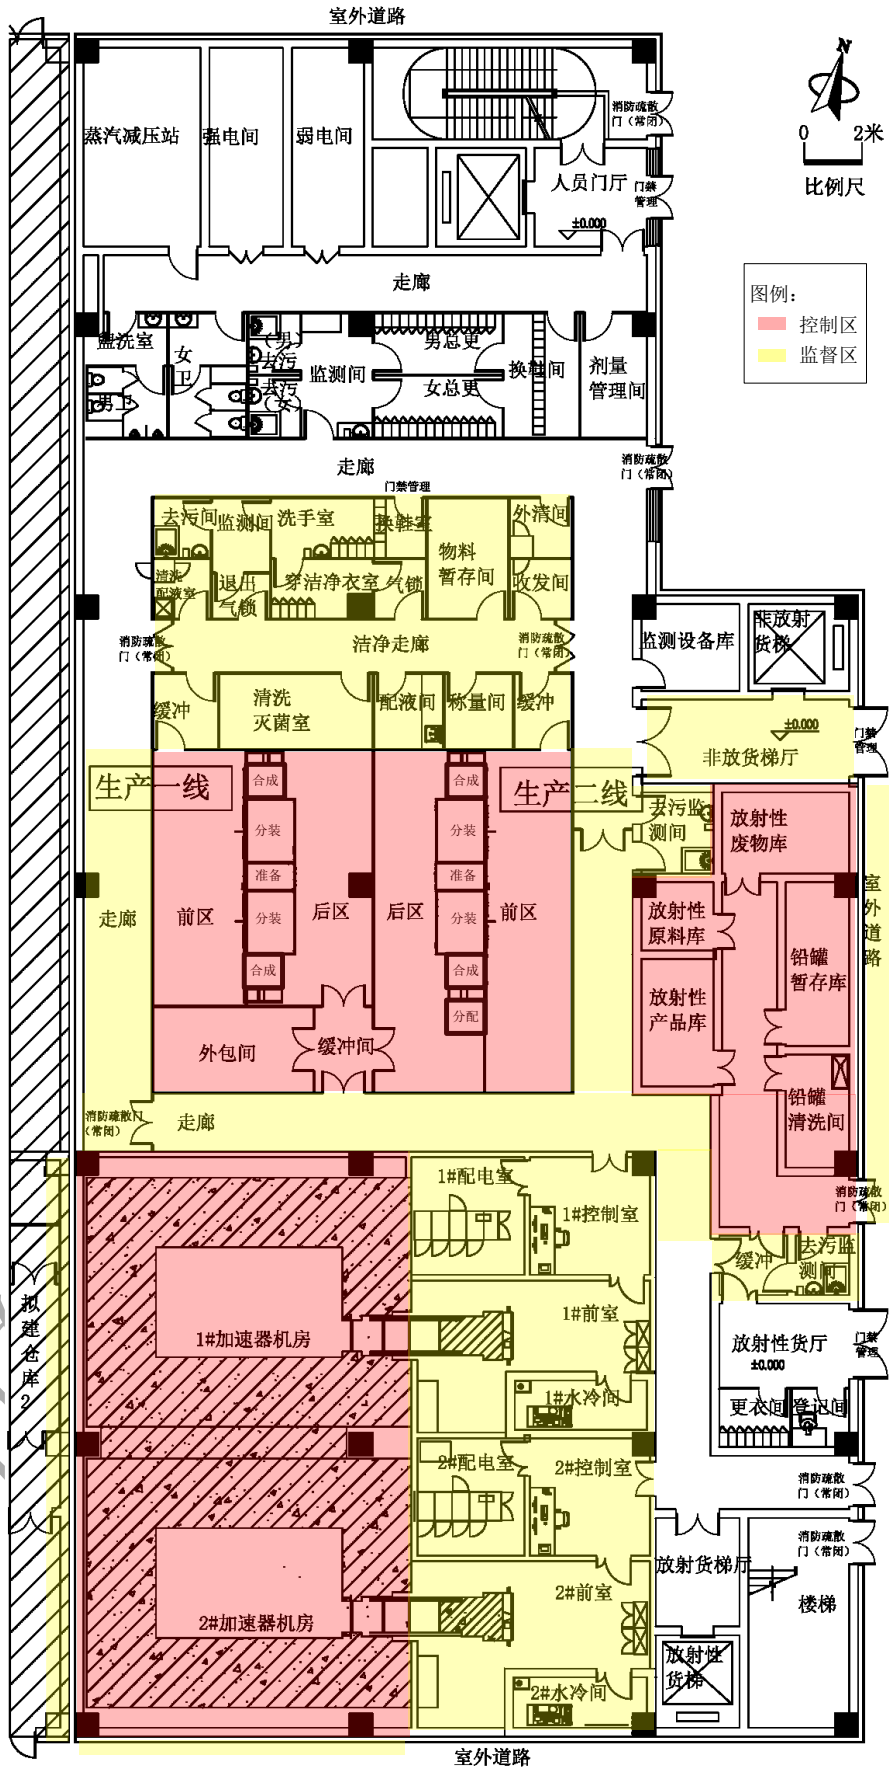 室外道路
N
0 2米
比例尺
消防疏散
门（常闭）
蒸汽减压站
强电间
弱电间
人员门厅
门禁
管理
±0.000
走廊
图例：
控制区
监督区
盥洗室
女
卫
男卫
（男）
去污
去污
（女）
监测间
男总更
女总更
换鞋间
剂量
管理间
走廊
消防疏散
门（常闭）
门禁管理
去污间
监测间
洗手室
换鞋室
物料
暂存间
外清间
清洗
配液室
退出
气锁
穿洁净衣室
气锁
收发间
消防疏散
门（常闭）
洁净走廊
消防疏散
门（常闭）
监测设备库
非放射
货梯
缓冲
清洗
灭菌室
配液间
称量间
缓冲
±0.000
非放货梯厅
门禁
管理
生产一线
生产二线
合成
分装
准备
分装
合成
合成
分装
准备
分装
合成
分配
去污监
测间
放射性
废物库
走廊
前区
后区
后区
前区
放射性
原料库
铅罐
暂存库
室外道路
放射性
产品库
外包间
缓冲间
铅罐
清洗间
消防疏散门
（常闭）
走廊
消防疏散
门（常闭）
1#配电室
1#控制室
缓冲
去污监
测间
拟建仓库2
1#加速器机房
1#前室
放射性货厅
±0.000
门禁
管理
1#水冷间
更衣间
登记间
2#配电室
2#控制室
消防疏散
门（常闭）
消防疏散
门（常闭）
放射货梯厅
楼梯
2#加速器机房
2#前室
放射性
货梯
2#水冷间
室外道路